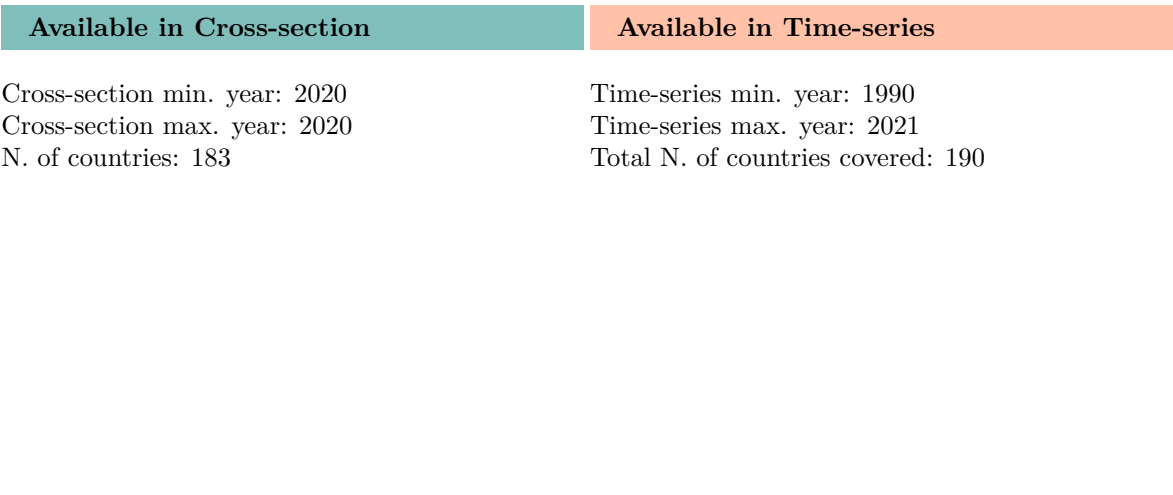 Available in Cross-section
Cross-section min. year: 2020
Cross-section max. year: 2020
N. of countries: 183
Available in Time-series
Time-series min. year: 1990
Time-series max. year: 2021
Total N. of countries covered: 190